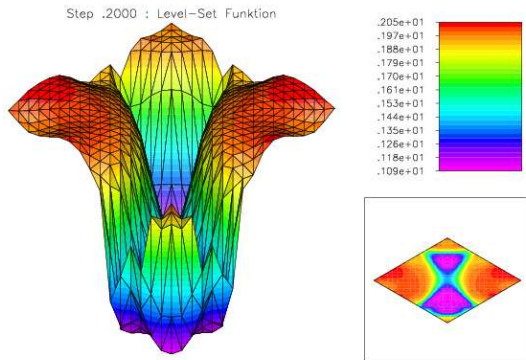 Step .2000 : Level-Set Funktion
.205e+01
.197e+01
.188e+01
.179e+01
.170e+01
.161e+01
.153e+01
.144e+01
.135e+01
.126e+01
.118e+01
.109e+01